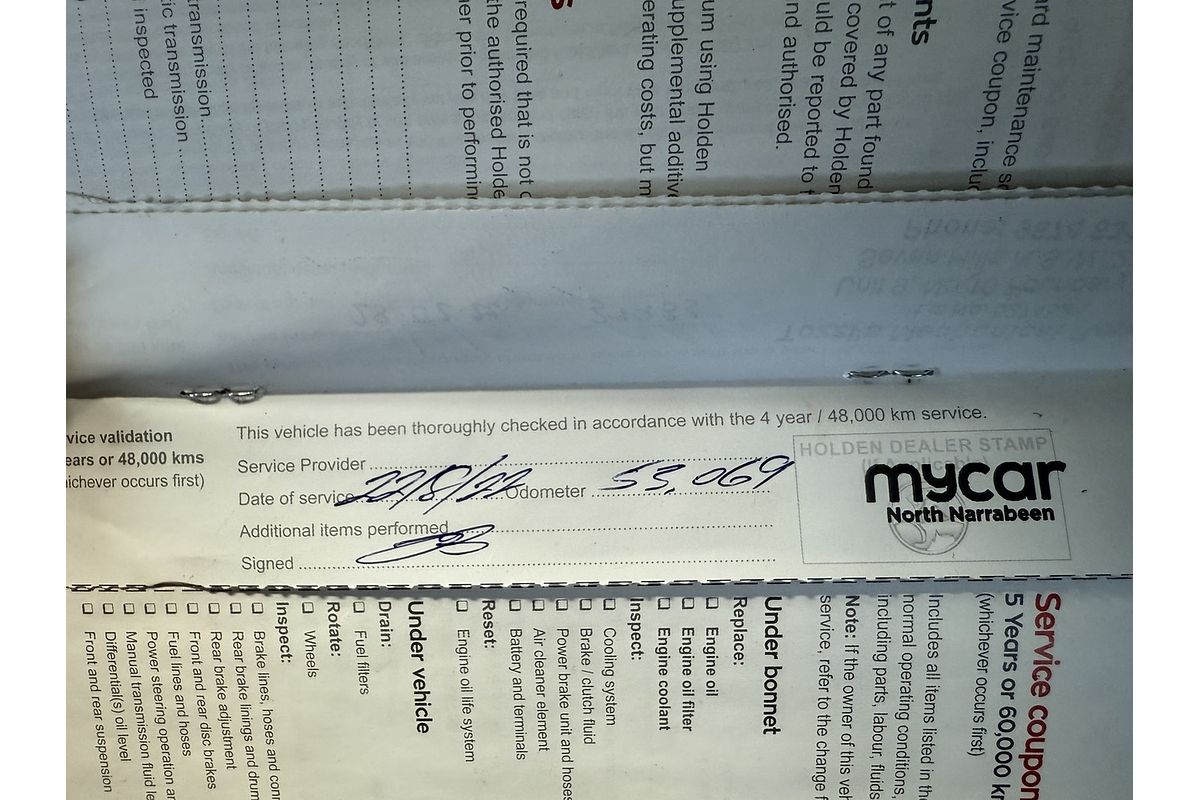 transmission
ic transmission
inspected
required that is not
the authorised Holde
er prior to performin
um using Holden
upplemental additiv
erating costs, but m
nts
t of any part found
covered by Holden
uld be reported to
nd authorised.
ard maintenance
vice coupon, includ
vice validation
ears or 48,000 kms
ichever occurs first)
This vehicle has been thoroughly checked in accordance with the 4 year / 48,000 km service.
Service Provider
Date of service 22/8/22 Odometer 53,069
Additional items performed
Signed
HOLDEN DEALER STAMP
mycar
North Narrabeen
Service coupon
5 Years or 60,000 k
(whichever occurs first)
Includes all items listed in the
normal operating conditions,
including parts, labour, fluids
Note: If the owner of this veh
service, refer to the change
Under bonnet
Replace:
Engine oil
Engine oil filter
Engine coolant
Inspect:
Cooling system
Brake / clutch fluid
Power brake unit and hoses
Air cleaner element
Battery and terminals
Reset:
Engine oil life system
Under vehicle
Drain:
Fuel filters
Rotate:
Wheels
Inspect:
Brake lines, hoses and con
Rear brake linings and drum
Rear brake adjustment
Front and rear disc brakes
Fuel lines and hoses
Power steering operation a
Manual transmission fluid le
Differential(s) oil level
Front and rear suspension